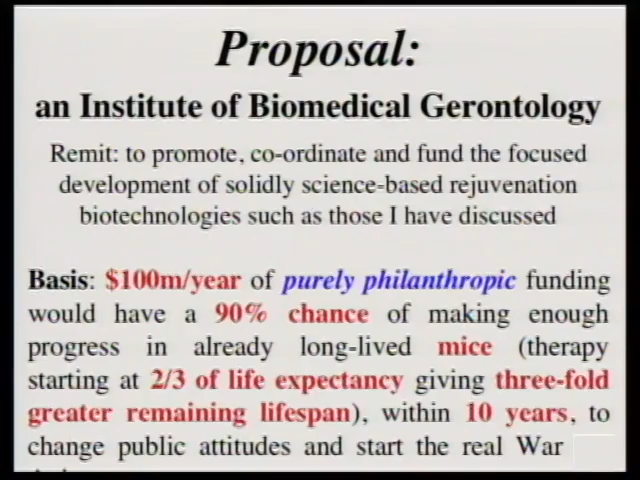 Proposal:
an Institute of Biomedical Gerontology
Remit: to promote, co-ordinate and fund the focused
development of solidly science-based rejuvenation
biotechnologies such as those I have discussed
Basis: $100m/year of purely philanthropic funding
would have a 90% chance of making enough
progress in already long-lived mice (therapy
starting at 2/3 of life expectancy giving three-fold
greater remaining lifespan), within 10 years, to
change public attitudes and start the real War